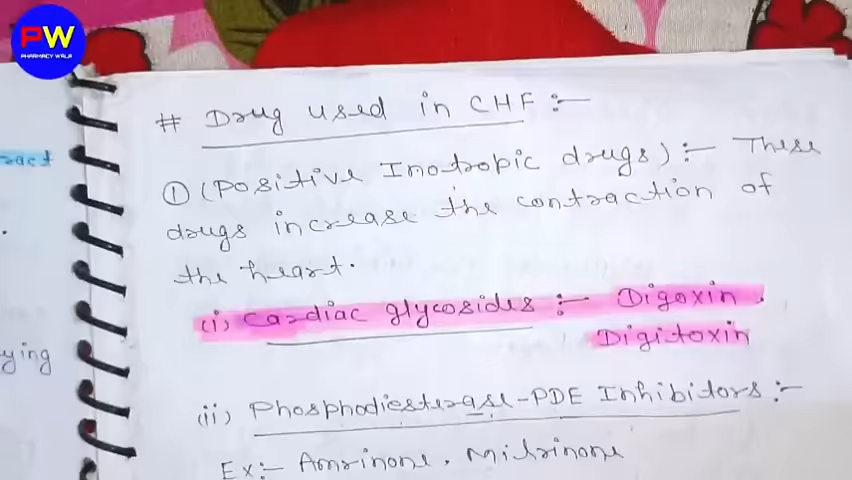 PW
PHARMACY WALA
# Drug used in CHF :-
ract
① (Positive Inotropic drugs) :- These
drugs increase the contraction of
the heart.
(i) Cardiac glycosides :- Digoxin,
Digitoxin
ying
(ii) Phosphodiesterase-PDE Inhibitors :-
Ex:- Amrinone, Milrinone